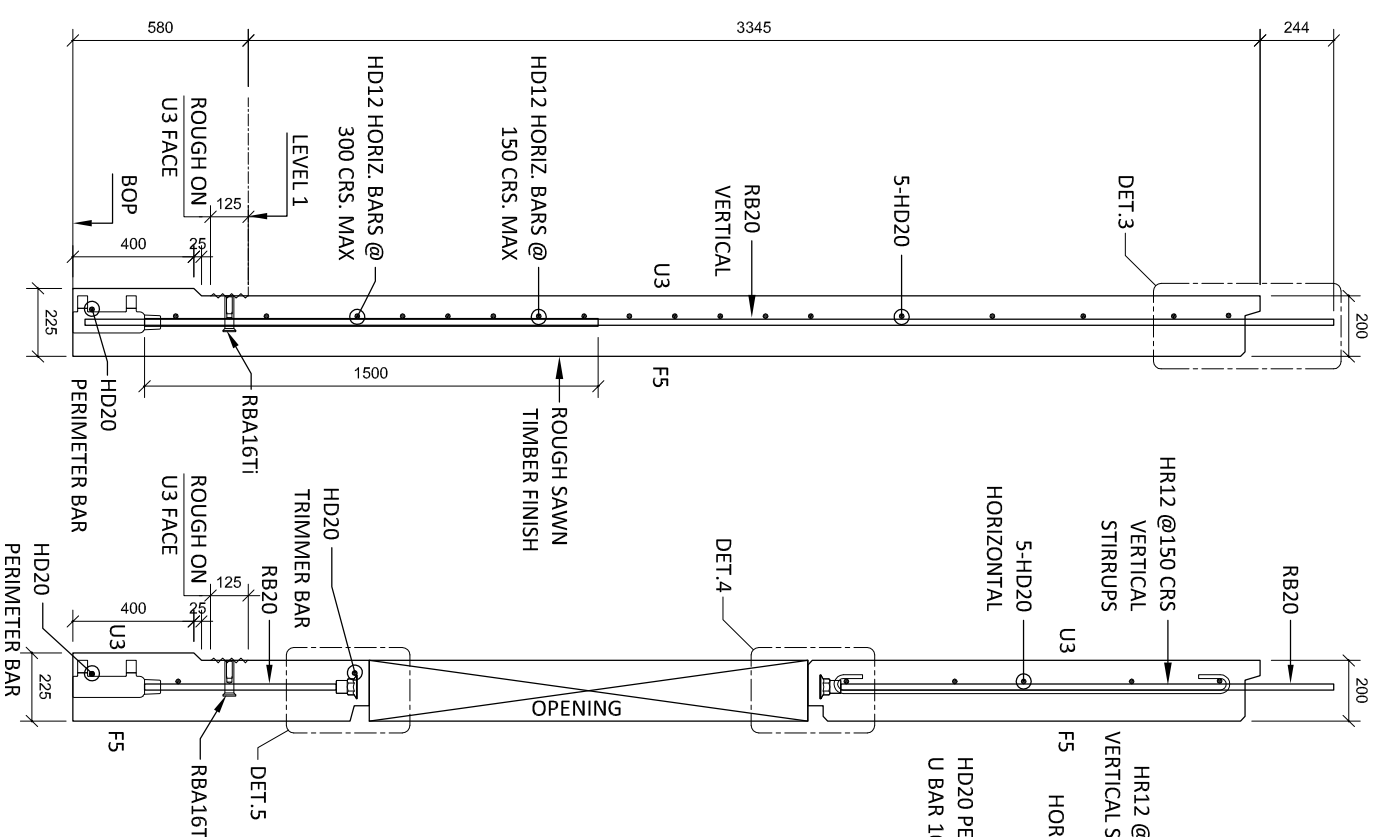 580
3345
244
HD12 HORIZ. BARS @
300 CRS. MAX
HD12 HORIZ. BARS @
150 CRS. MAX
ROUGH ON
U3 FACE
LEVEL 1
BOP
125
400
25
RB20
VERTICAL
5-HD20
DET.3
U3
F5
200
225
1500
HD20
PERIMETER BAR
RBA16Ti
ROUGH SAWN
TIMBER FINISH
ROUGH ON
U3 FACE
HD20
TRIMMER BAR
125
RB20
400
25
HD20
PERIMETER BAR
U3
225
F5
RBA16T
DET.5
DET.4
OPENING
5-HD20
HORIZONTAL
HR12 @150 CRS
VERTICAL
STIRRUPS
U3
RB20
200
F5
HR12 @
VERTICAL S
HOR
HD20 PE
U BAR 1